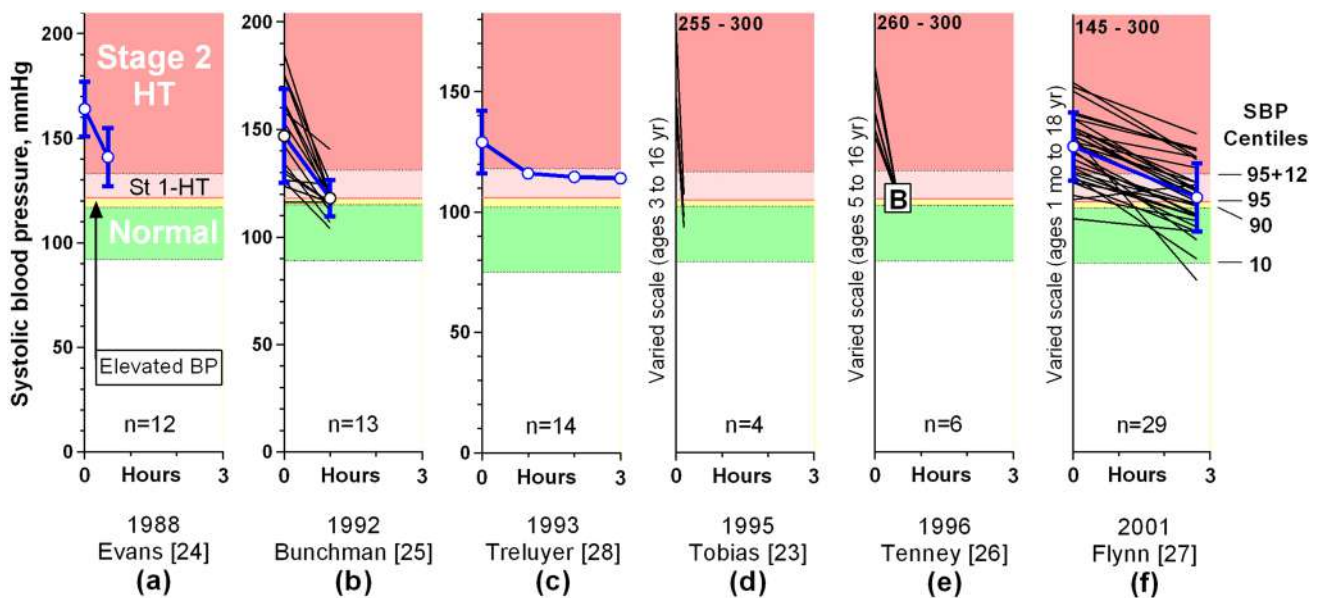 Systolic blood pressure, mmHg
200
150
100
50
0
Stage 2
HT
St 1-HT
Normal
Elevated BP
n=12
0 Hours 3
1988
Evans [24]
(a)
200
150
100
50
0
n=13
0 Hours 3
1992
Bunchman [25]
(b)
150
100
50
0
n=14
0 Hours 3
1993
Treluyer [28]
(c)
Varied scale (ages 3 to 16 yr)
255 - 300
n=4
0 Hours 3
1995
Tobias [23]
(d)
Varied scale (ages 5 to 16 yr)
260 - 300
B
n=6
0 Hours 3
1996
Tenney [26]
(e)
Varied scale (ages 1 mo to 18 yr)
145 - 300
n=29
0 Hours 3
2001
Flynn [27]
(f)
SBP
Centiles
95+12
95
90
10